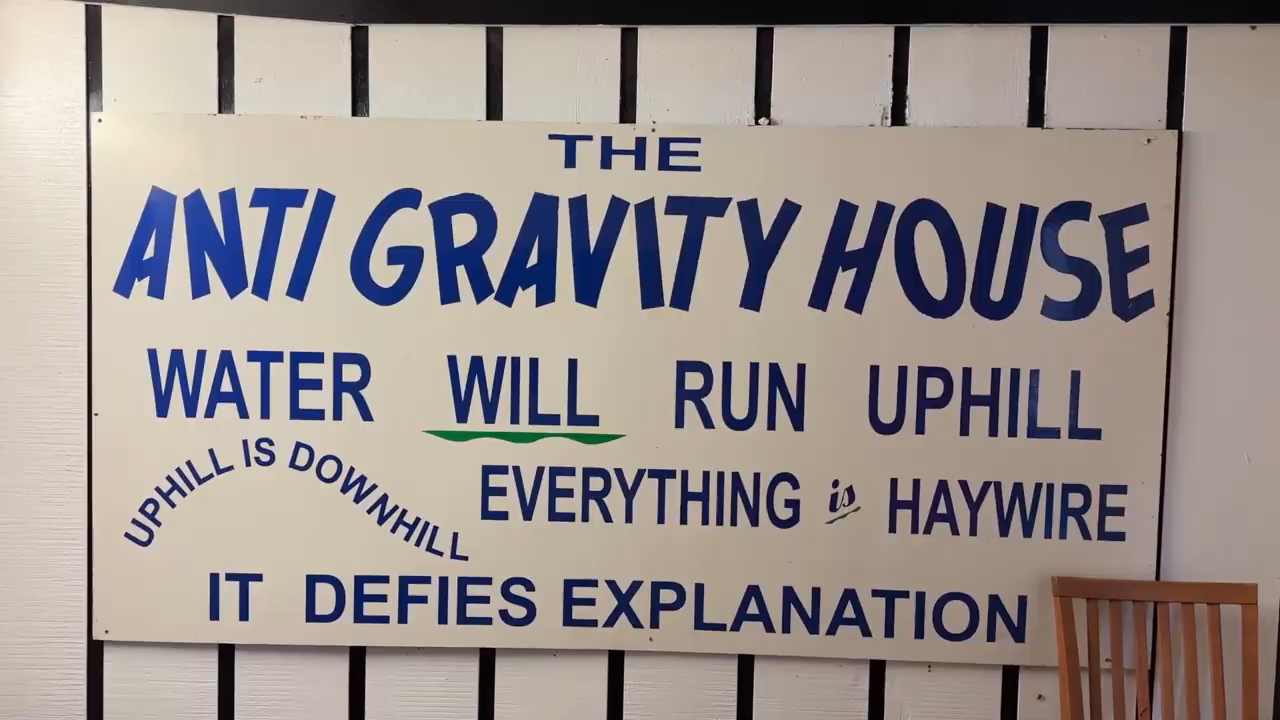 THE
ANTI GRAVITY HOUSE
WATER WILL RUN UPHILL
UPHILL IS DOWNHILL
EVERYTHING is HAYWIRE
IT DEFIES EXPLANATION